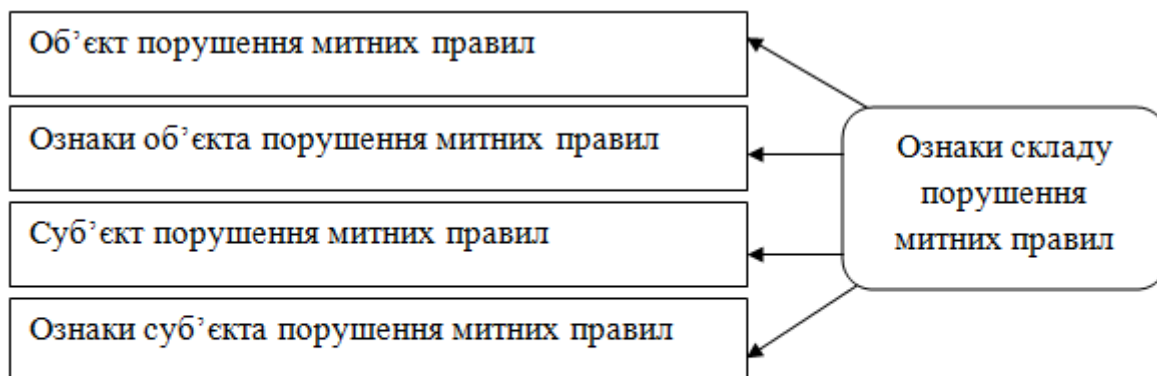 Об’єкт порушення митних правил
Ознаки об’єкта порушення митних правил
Суб’єкт порушення митних правил
Ознаки суб’єкта порушення митних правил
Ознаки складу
порушення
митних правил